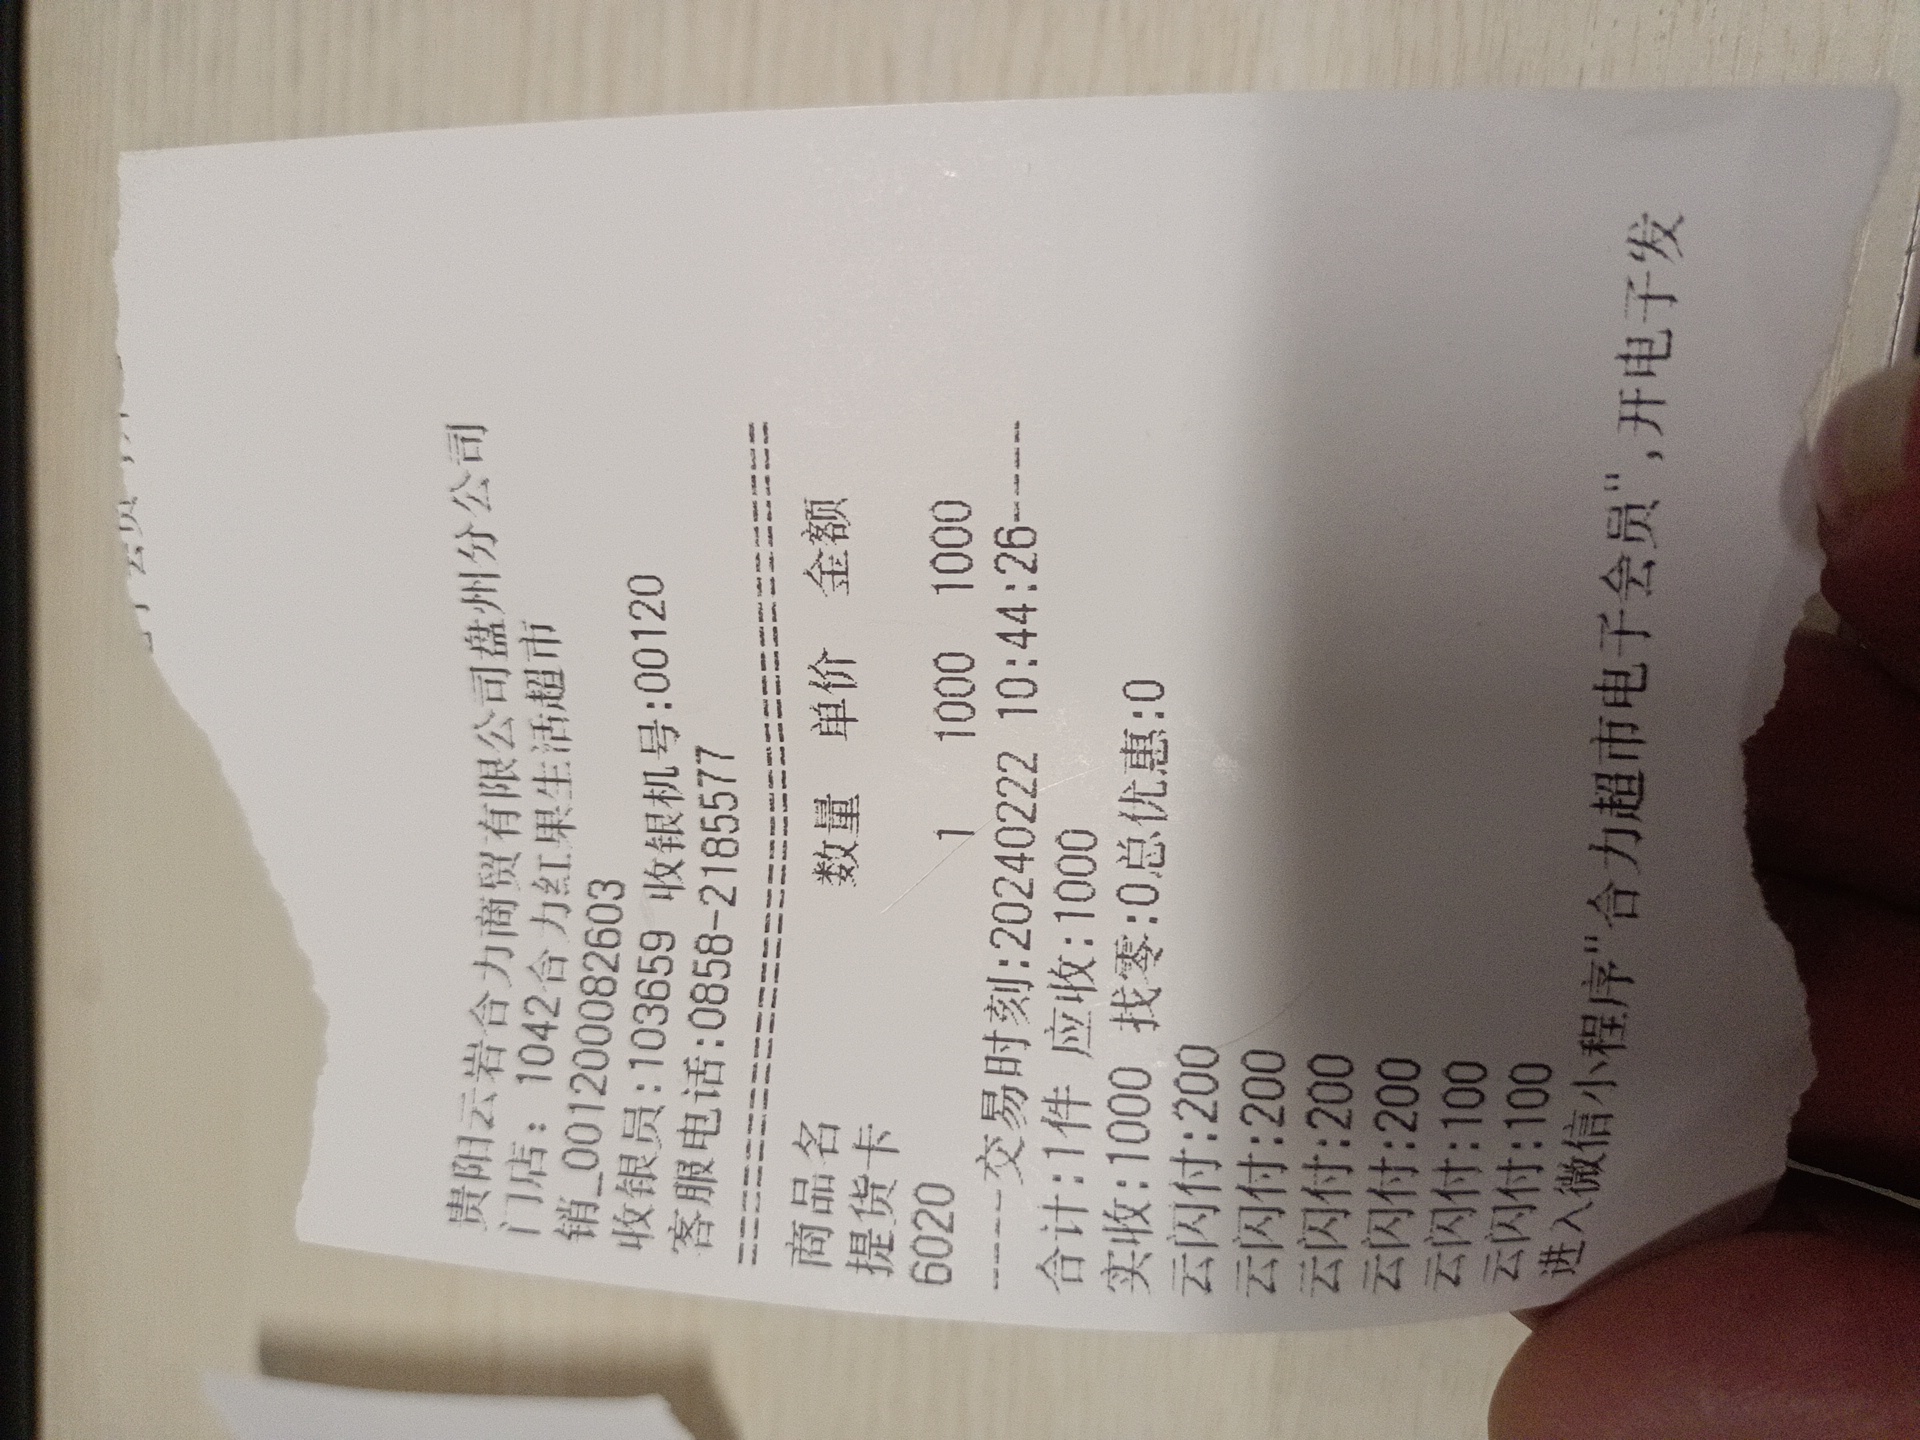 贵阳云岩合力商贸有限公司盘州分公司
门店: 1042合力红果生活超市
销_00120082603
收银员:103659 收银机号:00120
客服电话:0858-2185577
========================================
商品名 数量 单价 金额
提货卡
6020 1 1000 1000
----交易时刻:20240222 10:44:26----
合计:1件 应收:1000
实收:1000 找零:0总优惠:0
云闪付:200
云闪付:200
云闪付:200
云闪付:200
云闪付:100
云闪付:100
进入微信小程序"合力超市电子会员",开电子发